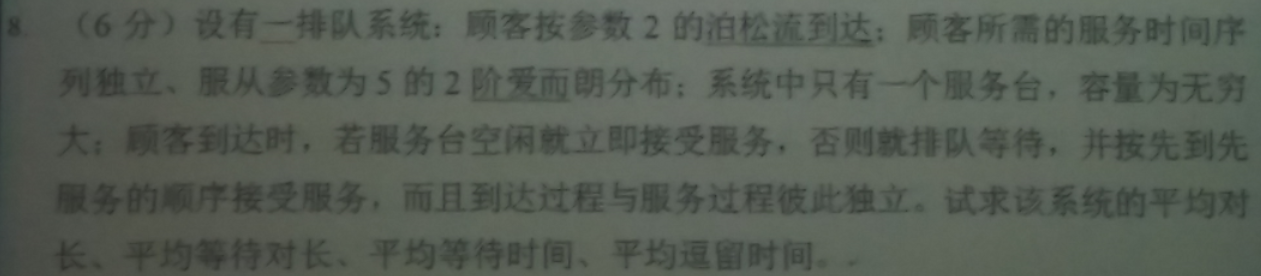 8. （6 分）设有一排队系统：顾客按参数 2 的泊松流到达；顾客所需的服务时间序
列独立、服从参数为 5 的 2 阶爱而朗分布；系统中只有一个服务台，容量为无穷
大；顾客到达时，若服务台空闲就立即接受服务，否则就排队等待，并按先到先
服务的顺序接受服务，而且到达过程与服务过程彼此独立。试求该系统的平均对
长、平均等待对长、平均等待时间、平均逗留时间。